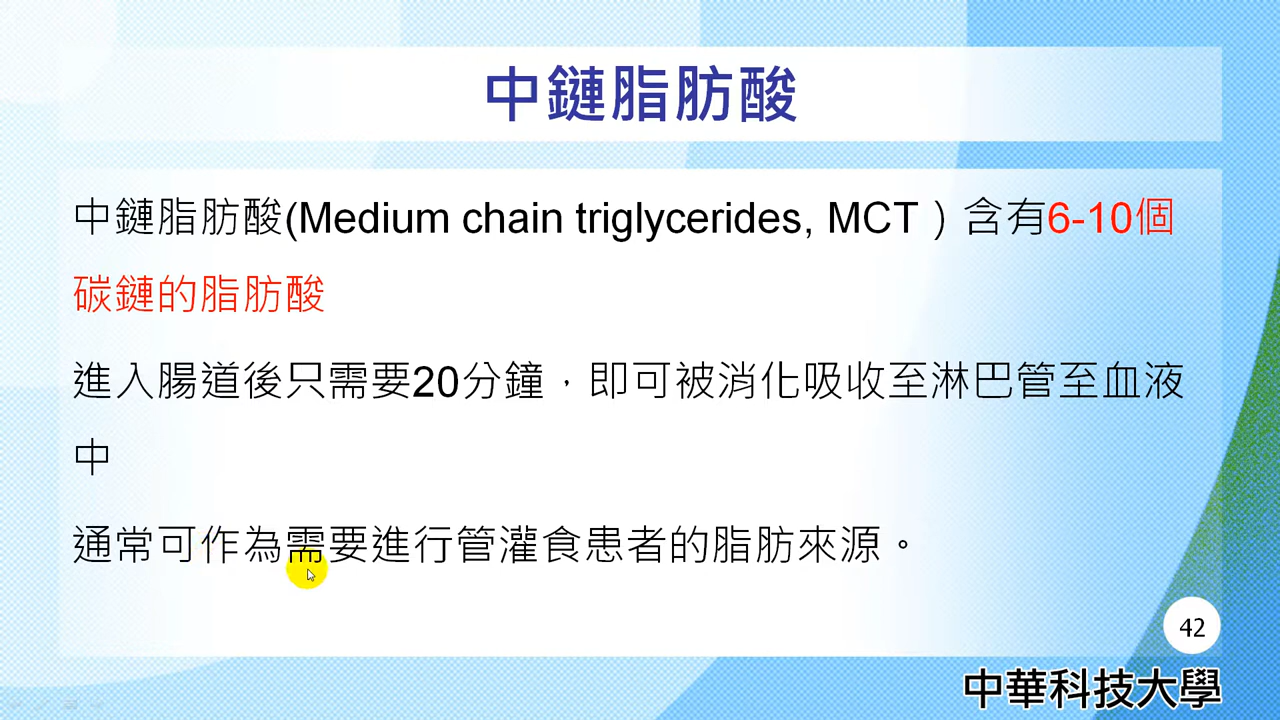 中鏈脂肪酸
中鏈脂肪酸(Medium chain triglycerides, MCT ) 含有6-10個
碳鏈的脂肪酸
進入腸道後只需要20分鐘，即可被消化吸收至淋巴管至血液
中
通常可作為需要進行管灌食患者的脂肪來源。
42
中華科技大學